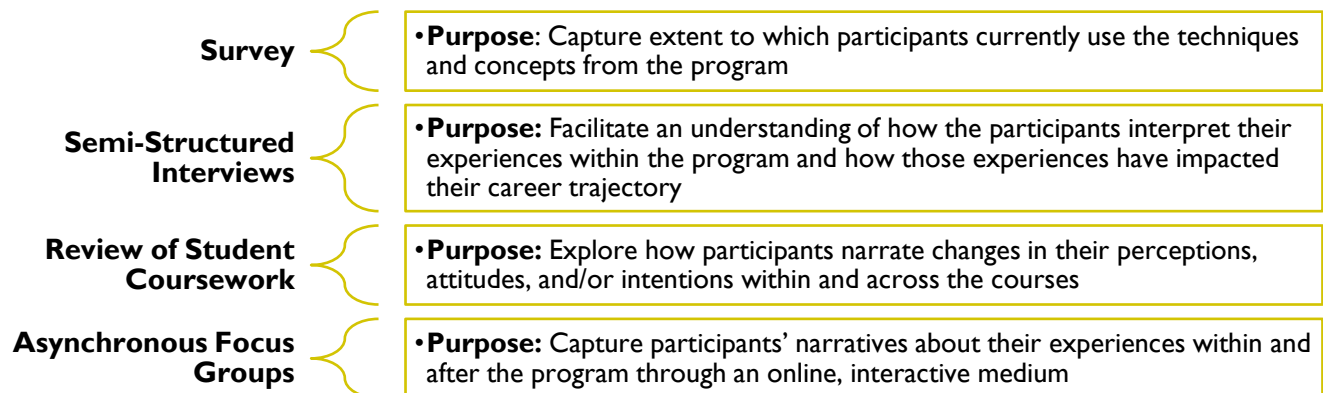 Survey
•Purpose: Capture extent to which participants currently use the techniques
and concepts from the program
Semi-Structured
Interviews
•Purpose: Facilitate an understanding of how the participants interpret their
experiences within the program and how those experiences have impacted
their career trajectory
Review of Student
Coursework
•Purpose: Explore how participants narrate changes in their perceptions,
attitudes, and/or intentions within and across the courses
Asynchronous Focus
Groups
•Purpose: Capture participants’ narratives about their experiences within and
after the program through an online, interactive medium